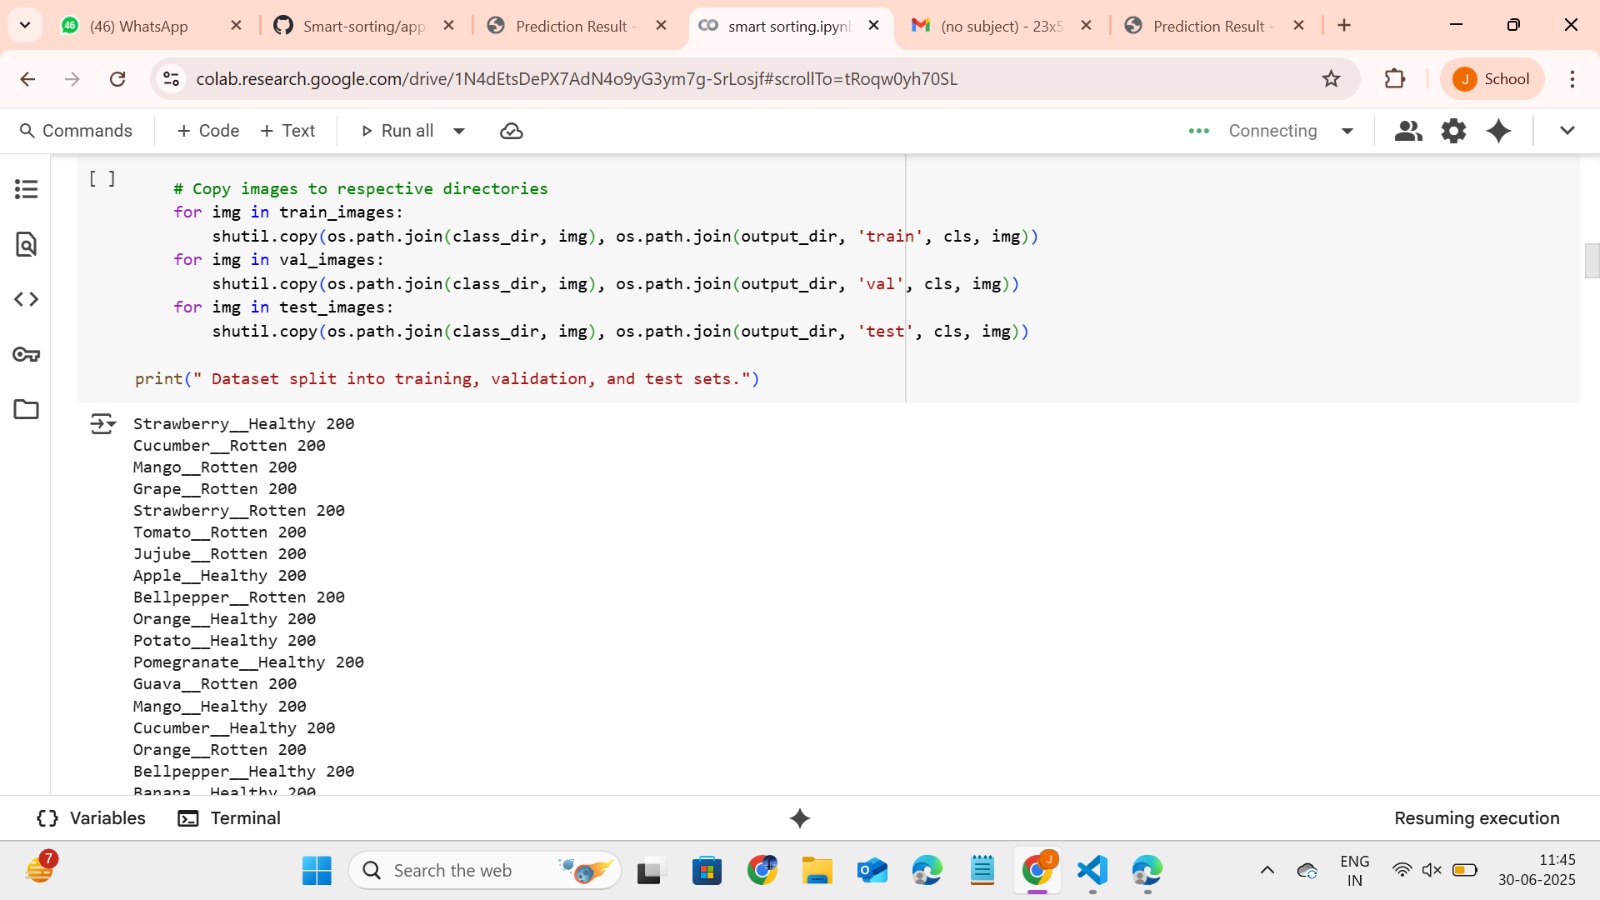 46 (46) WhatsApp
Smart-sorting/app
Prediction Result -
smart sorting.ipynb
(no subject) - 23x5
Prediction Result -
colab.research.google.com/drive/1N4dEtsDePX7AdN4o9yG3ym7g-SrLosjf#scrollTo=tRoqw0yh70SL
J School
Commands
+ Code + Text
Run all
Connecting
[ ]
# Copy images to respective directories
for img in train_images:
shutil.copy(os.path.join(class_dir, img), os.path.join(output_dir, 'train', cls, img))
for img in val_images:
shutil.copy(os.path.join(class_dir, img), os.path.join(output_dir, 'val', cls, img))
for img in test_images:
shutil.copy(os.path.join(class_dir, img), os.path.join(output_dir, 'test', cls, img))
print(" Dataset split into training, validation, and test sets.")
Strawberry__Healthy 200
Cucumber__Rotten 200
Mango__Rotten 200
Grape__Rotten 200
Strawberry__Rotten 200
Tomato__Rotten 200
Jujube__Rotten 200
Apple__Healthy 200
Bellpepper__Rotten 200
Orange__Healthy 200
Potato__Healthy 200
Pomegranate__Healthy 200
Guava__Rotten 200
Mango__Healthy 200
Cucumber__Healthy 200
Orange__Rotten 200
Bellpepper__Healthy 200
Banana__Healthy 200
{} Variables
Terminal
Resuming execution
7
Search the web
J
ENG
IN
11:45
30-06-2025